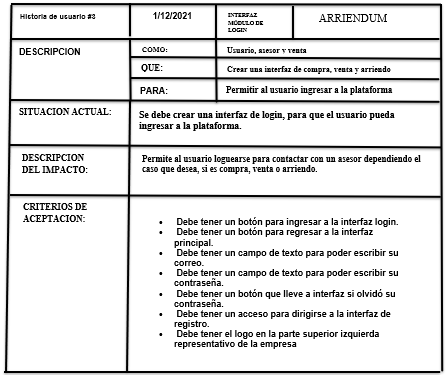 Historia de usuario #3
1/12/2021
INTERFAZ
MÓDULO DE
LOGIN
ARRIENDUM
DESCRIPCION
COMO:
Usuario, asesor y venta
QUE:
Crear una interfaz de compra, venta y arriendo
PARA:
Permitir al usuario ingresar a la plataforma
SITUACION ACTUAL:
Se debe crear una interfaz de login, para que el usuario pueda
ingresar a la plataforma.
DESCRIPCION
DEL IMPACTO:
Permite al usuario loguearse para contactar con un asesor dependiendo el
caso que desea, si es compra, venta o arriendo.
CRITERIOS DE
ACEPTACION:
• Debe tener un botón para ingresar a la interfaz login.
• Debe tener un botón para regresar a la interfaz
principal.
• Debe tener un campo de texto para poder escribir su
correo.
• Debe tener un campo de texto para poder escribir su
contraseña.
• Debe tener un botón que lleve a interfaz si olvidó su
contraseña.
• Debe tener un acceso para dirigirse a la interfaz de
registro.
• Debe tener el logo en la parte superior izquierda
representativo de la empresa